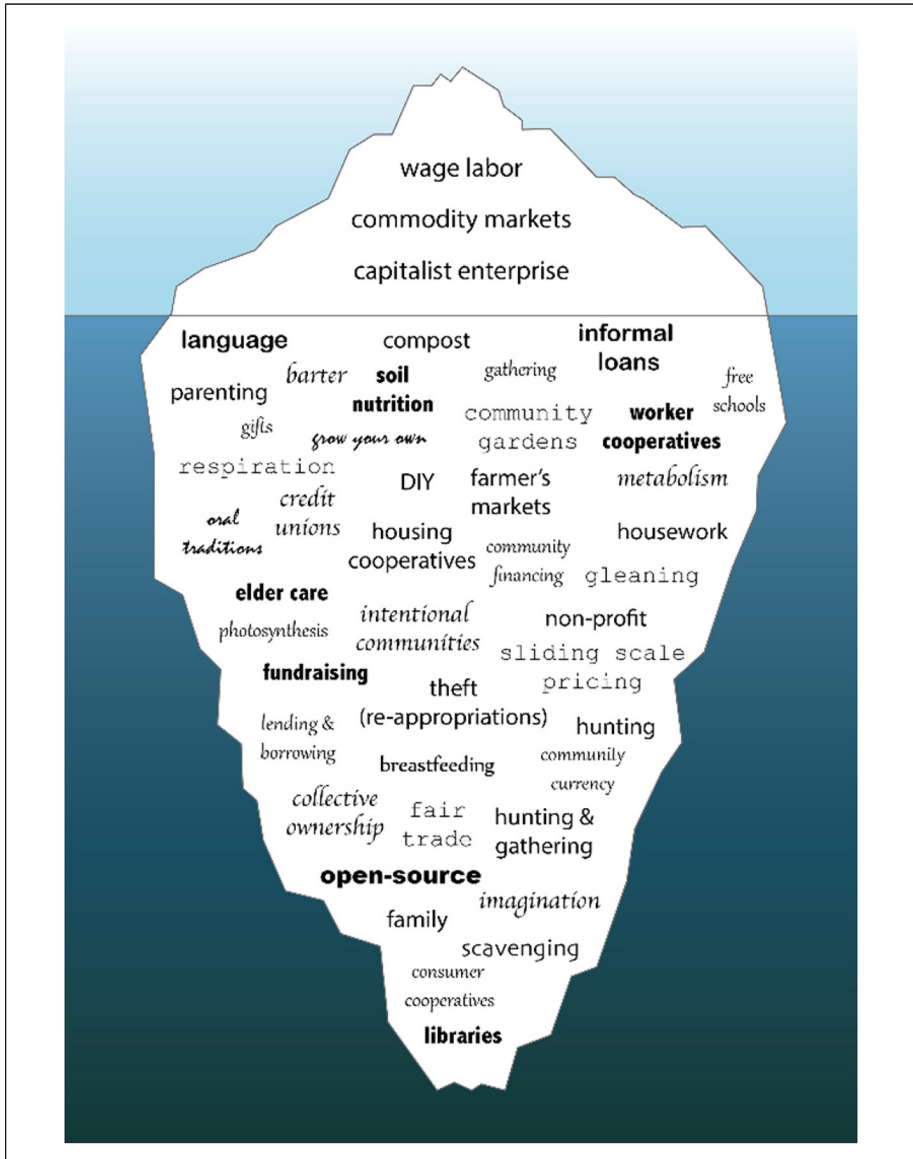 wage labor
commodity markets
capitalist enterprise
language
compost
informal
loans
parenting
barter
soil
nutrition
gathering
free
schools
gifts
grow your own
community
gardens
worker
cooperatives
respiration
credit
unions
DIY
farmer's
markets
metabolism
oral
traditions
housing
cooperatives
community
financing
housework
gleaning
elder care
photosynthesis
intentional
communities
non-profit
sliding scale
pricing
fundraising
theft
(re-appropriations)
hunting
lending &
borrowing
breastfeeding
community
currency
collective
ownership
fair
trade
hunting &
gathering
open-source
imagination
family
scavenging
consumer
cooperatives
libraries